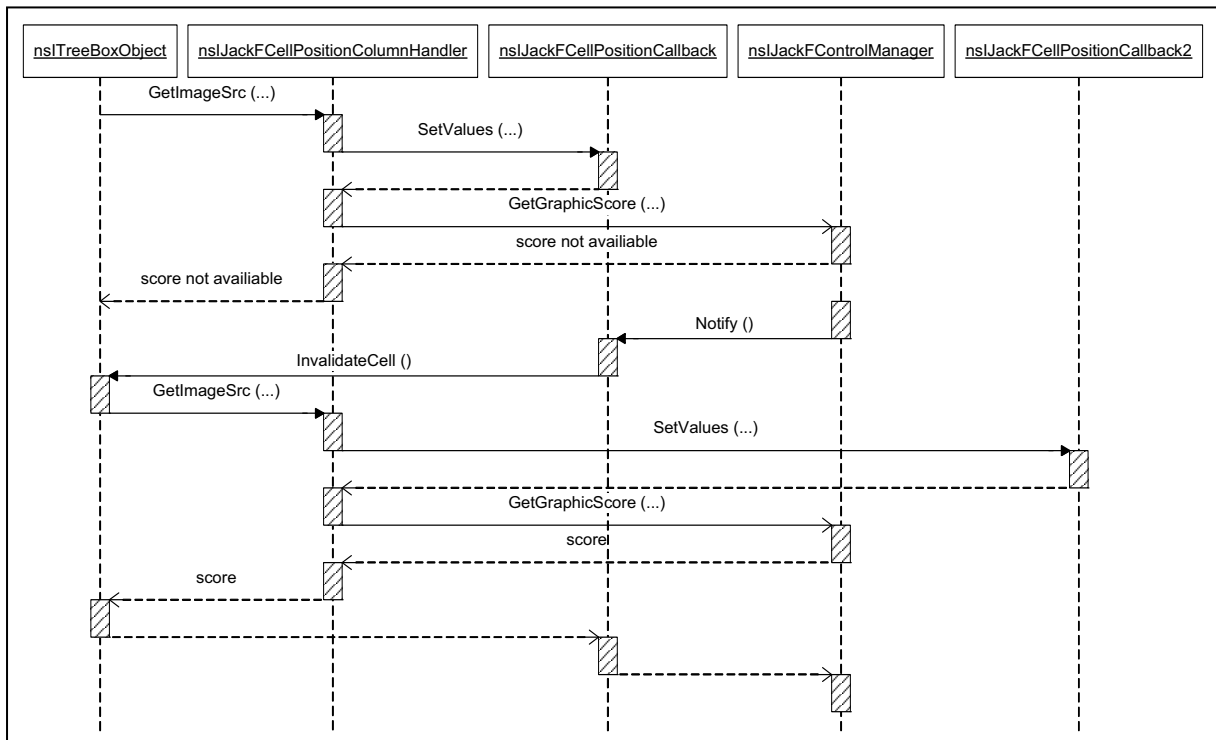 nsITreeBoxObject
nsIJackFCellPositionColumnHandler
nsIJackFCellPositionCallback
nsIJackFControlManager
nsIJackFCellPositionCallback2
GetImageSrc (...)
SetValues (...)
GetGraphicScore (...)
score not availiable
score not availiable
Notify ()
InvalidateCell ()
GetImageSrc (...)
SetValues (...)
GetGraphicScore (...)
score
score